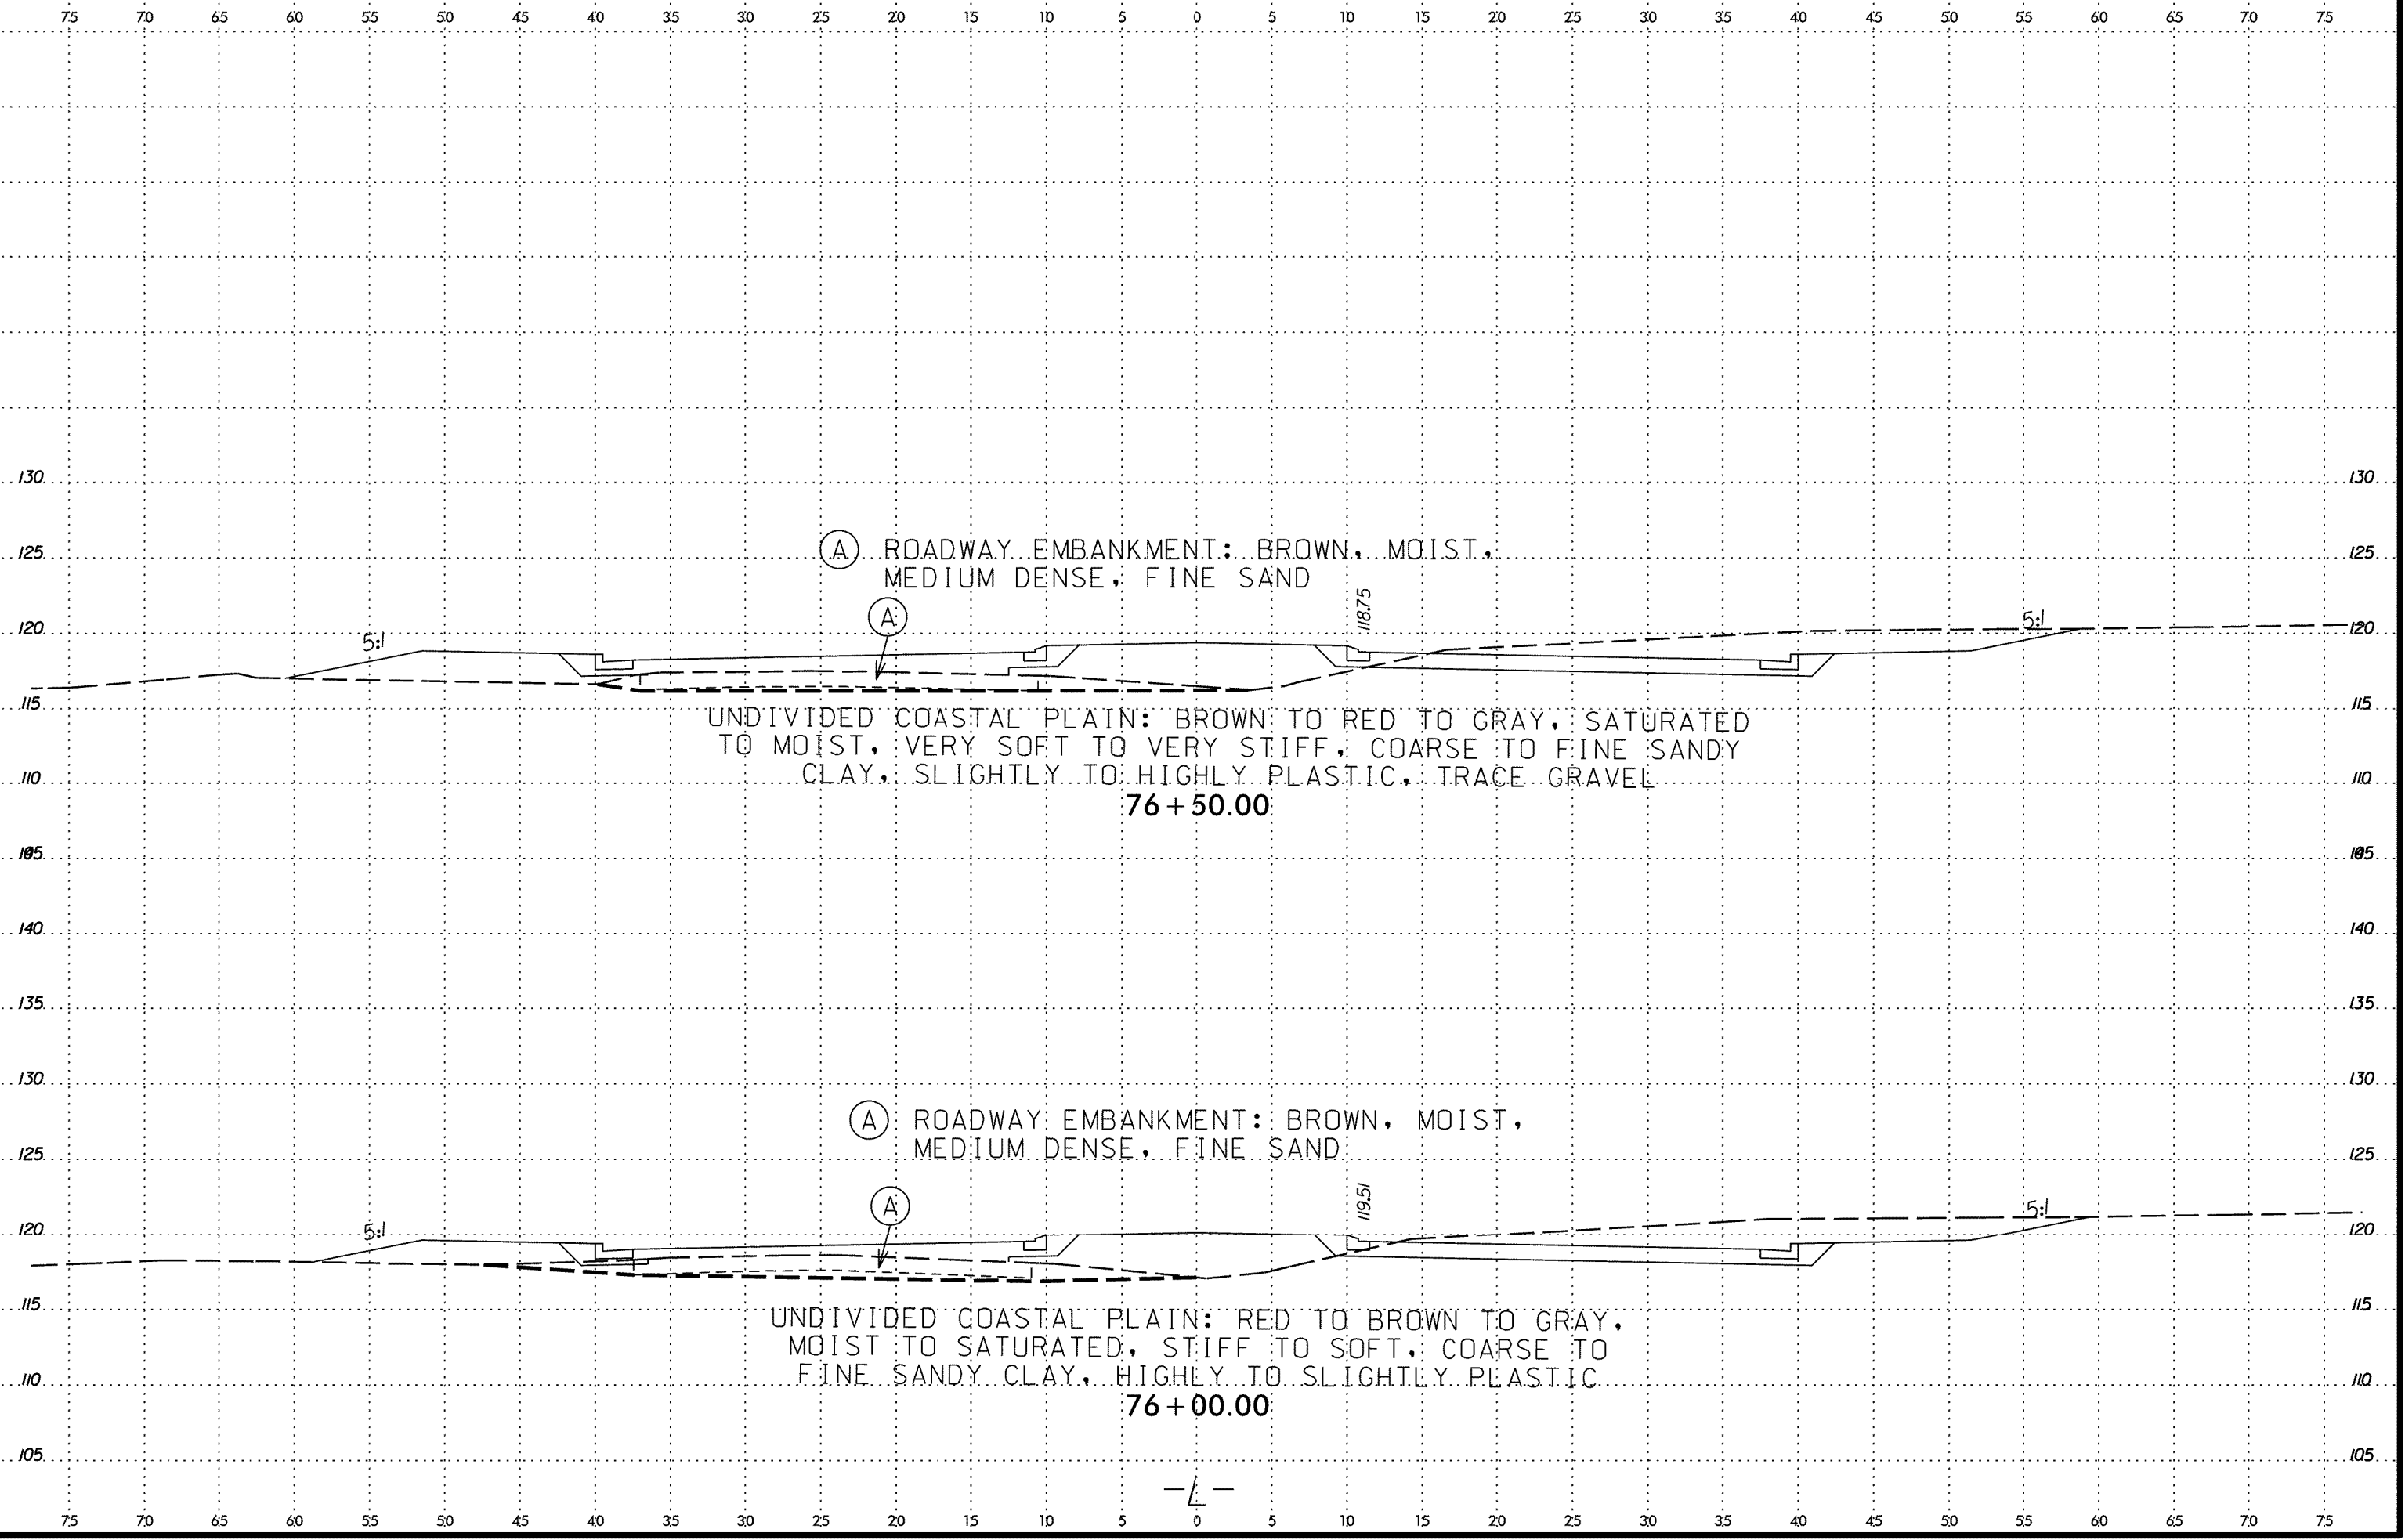 75 70 65 60 55 50 45 40 35 30 25 20 15 10 5 0 5 10 15 20 25 30 35 40 45 50 55 60 65 70 75
130 130
Ⓐ ROADWAY EMBANKMENT: BROWN, MOIST,
125 125
MEDIUM DENSE, FINE SAND
118.75
Ⓐ
120 5:1 5:1 120
115 115
UNDIVIDED COASTAL PLAIN: BROWN TO RED TO GRAY, SATURATED
TO MOIST, VERY SOFT TO VERY STIFF, COARSE TO FINE SANDY
110 CLAY, SLIGHTLY TO HIGHLY PLASTIC, TRACE GRAVEL 110
76+50.00
140 140
135 135
130 130
Ⓐ ROADWAY EMBANKMENT: BROWN, MOIST,
MEDIUM DENSE, FINE SAND
125 125
119.51
Ⓐ
120 5:1 5:1 120
115 115
UNDIVIDED COASTAL PLAIN: RED TO BROWN TO GRAY,
MOIST TO SATURATED, STIFF TO SOFT, COARSE TO
110 FINE SANDY CLAY, HIGHLY TO SLIGHTLY PLASTIC 110
76+00.00
105 105
-L-
75 70 65 60 55 50 45 40 35 30 25 20 15 10 5 0 5 10 15 20 25 30 35 40 45 50 55 60 65 70 75